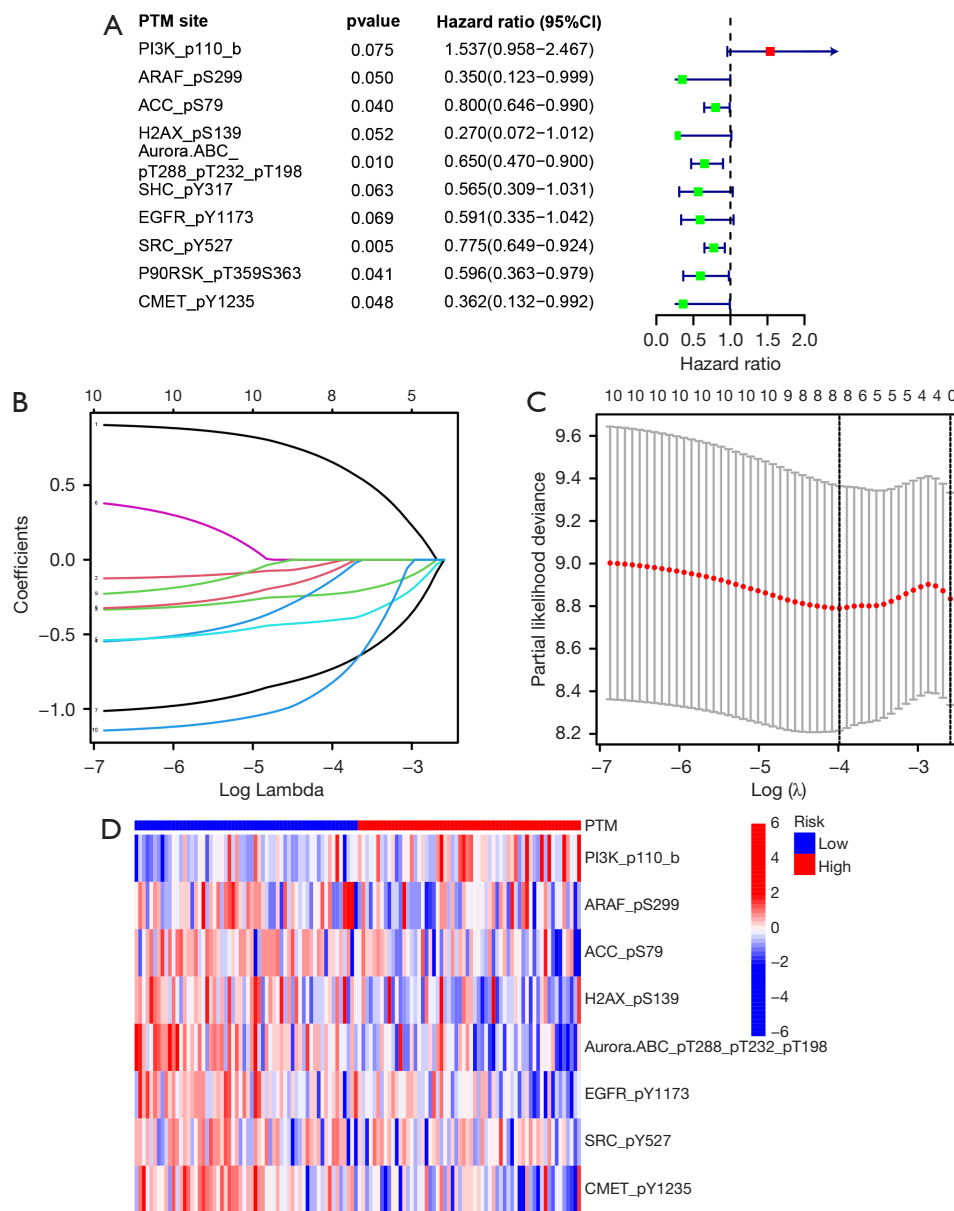 A
PTM site pvalue Hazard ratio (95%CI)
PI3K_p110_b 0.075 1.537(0.958−2.467)
ARAF_pS299 0.050 0.350(0.123−0.999)
ACC_pS79 0.040 0.800(0.646−0.990)
H2AX_pS139 0.052 0.270(0.072−1.012)
Aurora.ABC_
pT288_pT232_pT198 0.010 0.650(0.470−0.900)
SHC_pY317 0.063 0.565(0.309−1.031)
EGFR_pY1173 0.069 0.591(0.335−1.042)
SRC_pY527 0.005 0.775(0.649−0.924)
P90RSK_pT359S363 0.041 0.596(0.363−0.979)
CMET_pY1235 0.048 0.362(0.132−0.992)
0.0 0.5 1.0 1.5 2.0
Hazard ratio
B
10 10 10 8 5
0.5
0.0
−0.5
−1.0
Coefficients
1
6
2
9
7
10
−7 −6 −5 −4 −3
Log Lambda
C
10 10 10 10 10 10 10 10 10 9 8 8 8 8 6 5 5 4 4 0
9.6
9.4
9.2
9.0
8.8
8.6
8.4
8.2
Partial likelihood deviance
−7 −6 −5 −4 −3
Log (λ)
D
PTM
PI3K_p110_b
ARAF_pS299
ACC_pS79
H2AX_pS139
Aurora.ABC_pT288_pT232_pT198
EGFR_pY1173
SRC_pY527
CMET_pY1235
6
4
2
0
−2
−4
−6
Risk
Low
High